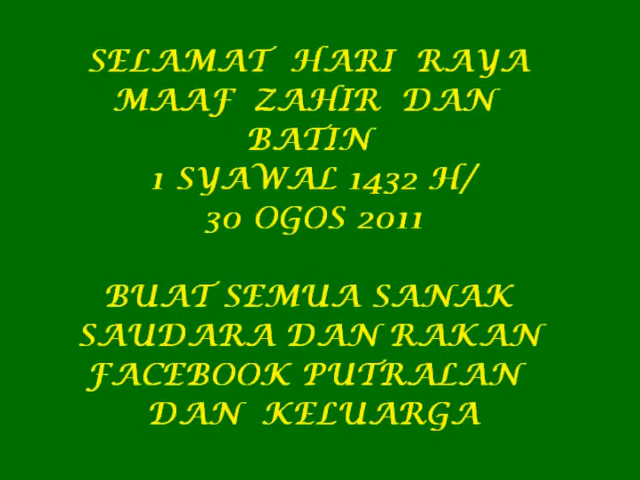 SELAMAT HARI RAYA
MAAF ZAHIR DAN
BATIN
1 SYAWAL 1432 H/
30 OGOS 2011
BUAT SEMUA SANAK
SAUDARA DAN RAKAN
FACEBOOK PUTRALAN
DAN KELUARGA